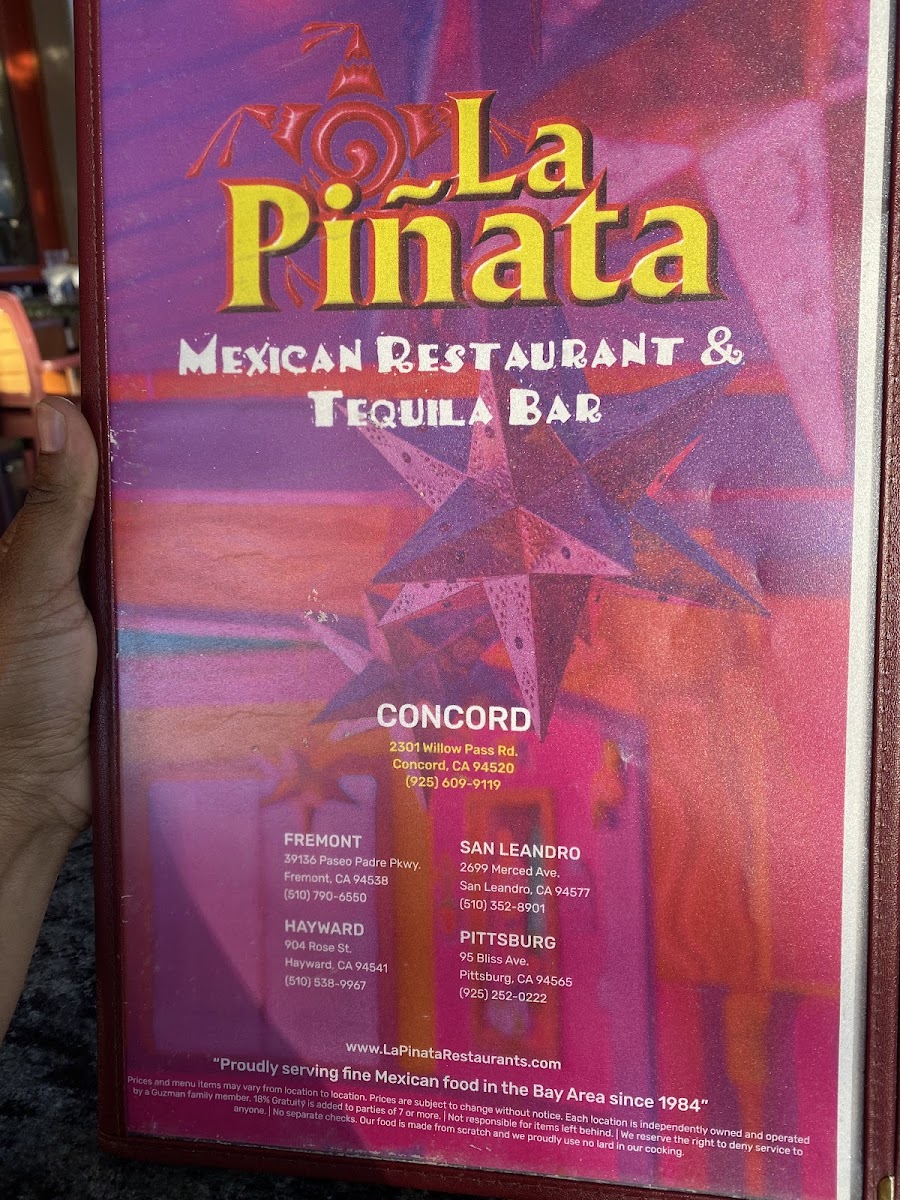 La
Piñata
MEXICAN RESTAURANT &
TEQUILA BAR
CONCORD
2301 Willow Pass Rd.
Concord, CA 94520
(925) 609-9119
FREMONT
39136 Paseo Padre Pkwy.
Fremont, CA 94538
(510) 790-6550
HAYWARD
904 Rose St.
Hayward, CA 94541
(510) 538-9967
SAN LEANDRO
2699 Merced Ave.
San Leandro, CA 94577
(510) 352-8901
PITTSBURG
95 Bliss Ave.
Pittsburg, CA 94565
(925) 252-0222
www.LaPinataRestaurants.com
“Proudly serving fine Mexican food in the Bay Area since 1984”
Prices and menu items may vary from location to location. Prices are subject to change without notice. Each location is independently owned and operated
by a Guzman family member. 18% Gratuity is added to parties of 7 or more. | Not responsible for items left behind. | We reserve the right to deny service to
anyone. | No separate checks. Our food is made from scratch and we proudly use no lard in our cooking.